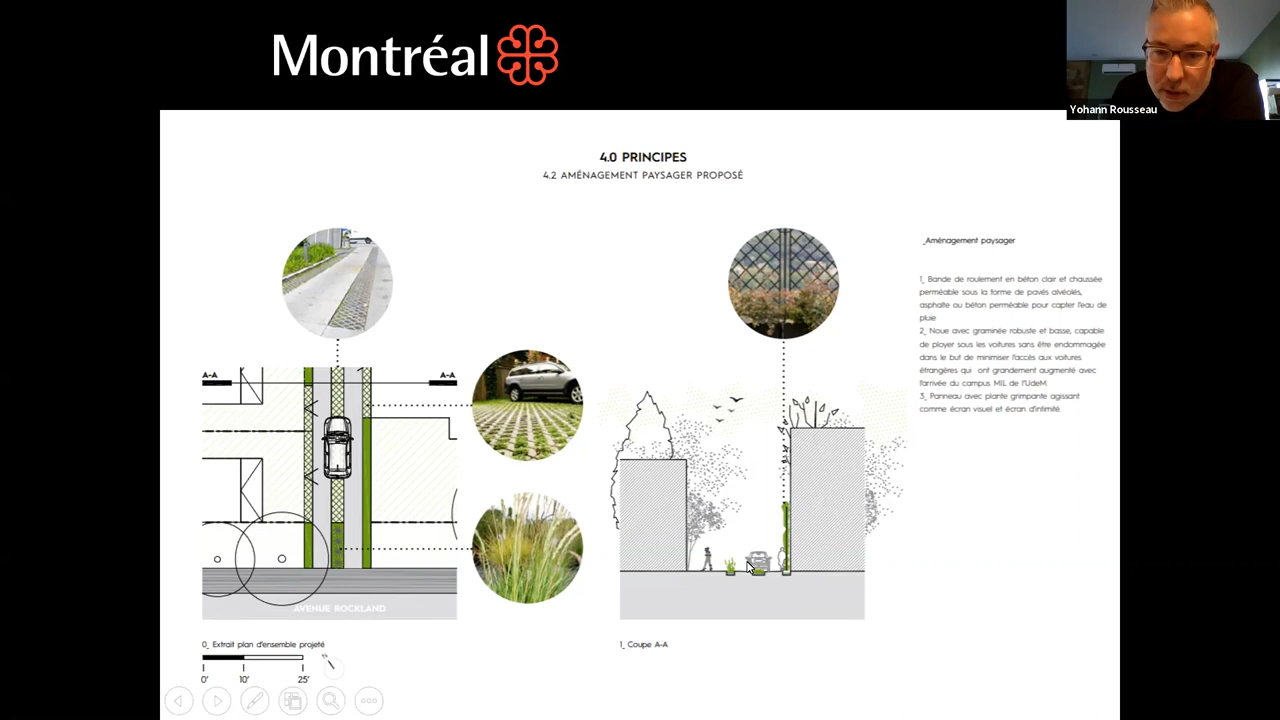 Montréal
Yohann Rousseau
4.0 PRINCIPES
4.2 AMÉNAGEMENT PAYSAGER PROPOSÉ
_Aménagement paysager
1_ Bande de roulement en béton clair et chaussée
perméable sous la forme de pavés alvéolés,
asphalte ou béton perméable pour capter l'eau de
pluie
2_ Noue avec graminée robuste et basse, capable
de ployer sous les voitures sans être endommagée
dans le but de minimiser l'accès aux voitures
étrangères qui ont grandement augmenté avec
l'arrivée du campus MIL de l'UdeM.
3_ Panneau avec plante grimpante agissant
comme écran visuel et écran d'intimité.
A-A
A-A
AVENUE ROCKLAND
0_ Extrait plan d'ensemble projeté
0' 10' 25'
1_ Coupe A-A